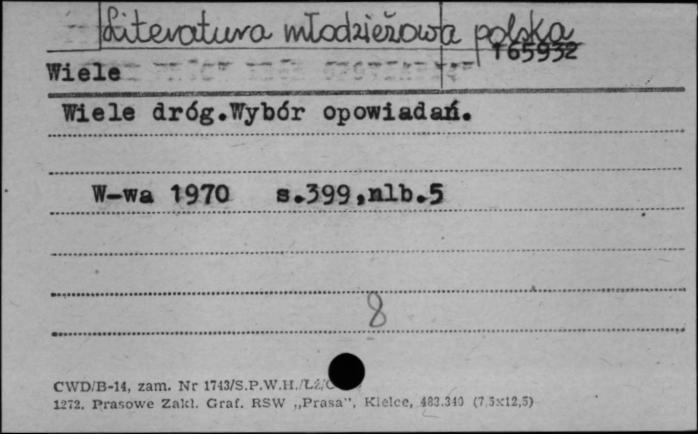 Literatura młodzieżowa polska
T65932
Wiele
Wiele dróg.Wybór opowiadań.
W-wa 1970 s.399,nlb.5
8
CWD/B-14, zam. Nr 1743/S.P.W.H./Łź/
1272. Prasowe Zakł. Graf. RSW „Prasa", Kielce, 483.340 (7,5x12,5)